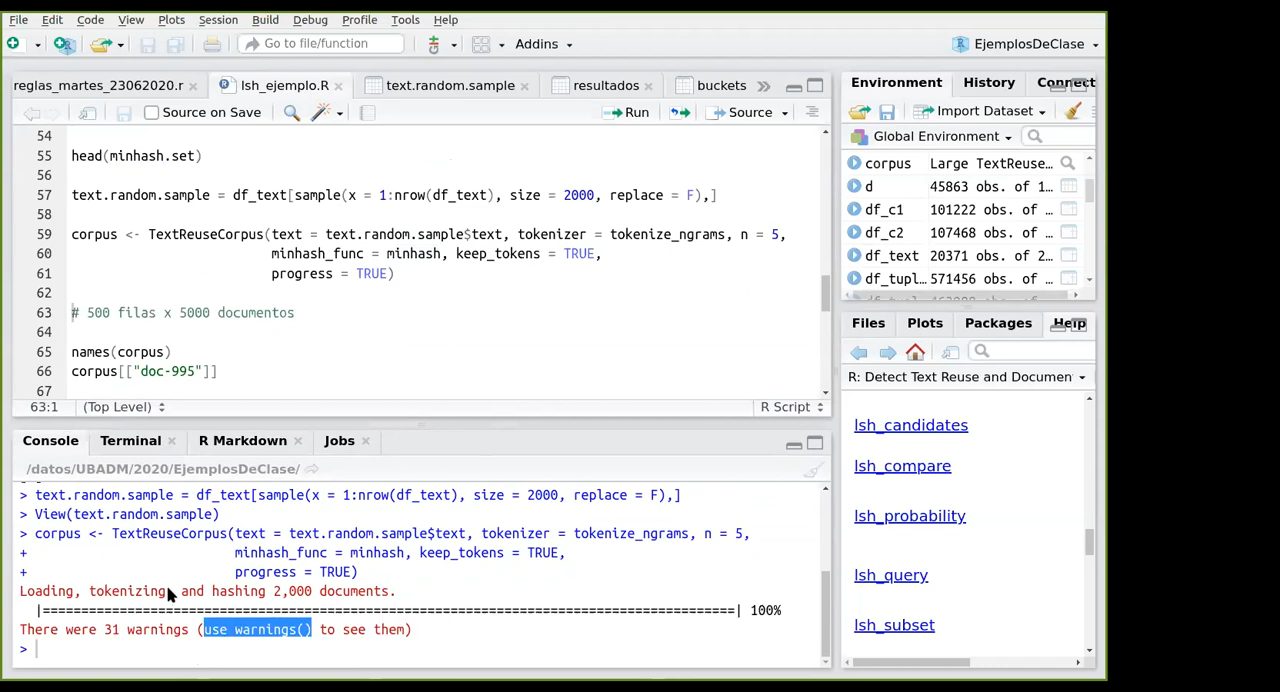 File Edit Code View Plots Session Build Debug Profile Tools Help
Go to file/function Addins EjemplosDeClase
reglas_martes_23062020.r lsh_ejemplo.R text.random.sample resultados buckets
Source on Save Run Source
54
55 head(minhash.set)
56
57 text.random.sample = df_text[sample(x = 1:nrow(df_text), size = 2000, replace = F),]
58
59 corpus <- TextReuseCorpus(text = text.random.sample$text, tokenizer = tokenize_ngrams, n = 5,
60 minhash_func = minhash, keep_tokens = TRUE,
61 progress = TRUE)
62
63 # 500 filas x 5000 documentos
64
65 names(corpus)
66 corpus[["doc-995"]]
67
63:1 (Top Level) R Script
Console Terminal R Markdown Jobs
/datos/UBADM/2020/EjemplosDeClase/
> text.random.sample = df_text[sample(x = 1:nrow(df_text), size = 2000, replace = F),]
> View(text.random.sample)
> corpus <- TextReuseCorpus(text = text.random.sample$text, tokenizer = tokenize_ngrams, n = 5,
+ minhash_func = minhash, keep_tokens = TRUE,
+ progress = TRUE)
Loading, tokenizing, and hashing 2,000 documents.
|==========================================================================================| 100%
There were 31 warnings (use warnings() to see them)
>
Environment History Connect
Import Dataset
Global Environment
corpus Large TextReuse…
d 45863 obs. of 1…
df_c1 101222 obs. of …
df_c2 107468 obs. of …
df_text 20371 obs. of 2…
df_tupl… 571456 obs. of …
Files Plots Packages Help
R: Detect Text Reuse and Documen
lsh_candidates
lsh_compare
lsh_probability
lsh_query
lsh_subset